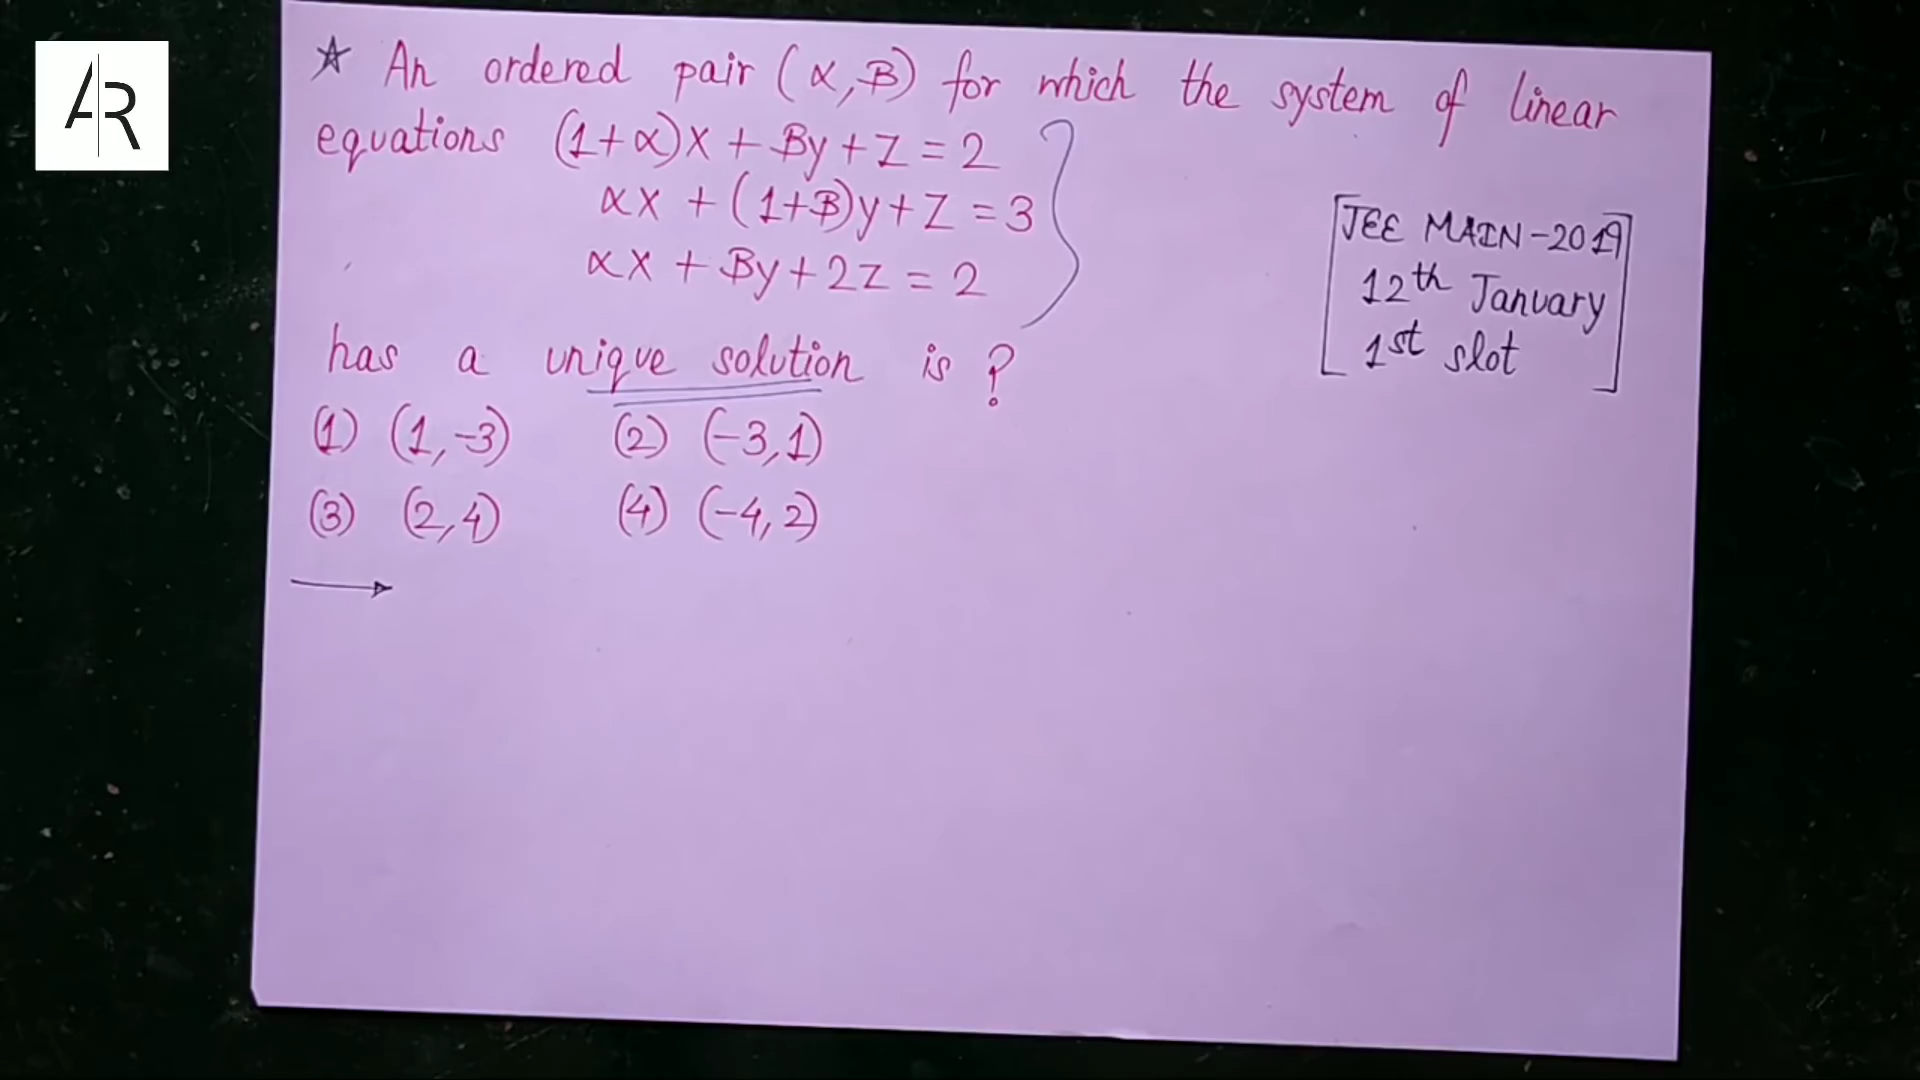 AR
☆ An ordered pair (α, B) for which the system of linear
equations (1+α)x + By + z = 2
αx + (1+B)y + z = 3
αx + By + 2z = 2
has a unique solution is ?
[JEE MAIN-2019
12th January
1st slot]
(1) (1, -3) (2) (-3, 1)
(3) (2, 4) (4) (-4, 2)